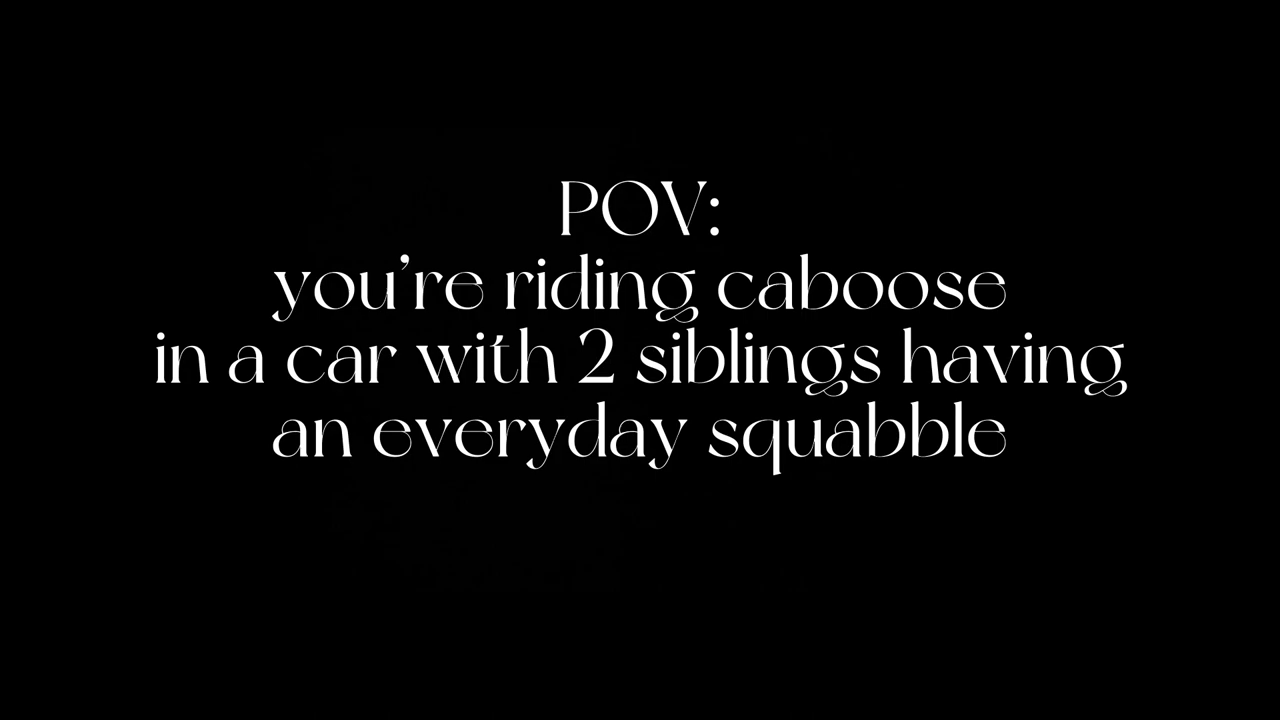 POV:
you’re riding caboose
in a car with 2 siblings having
an everyday squabble